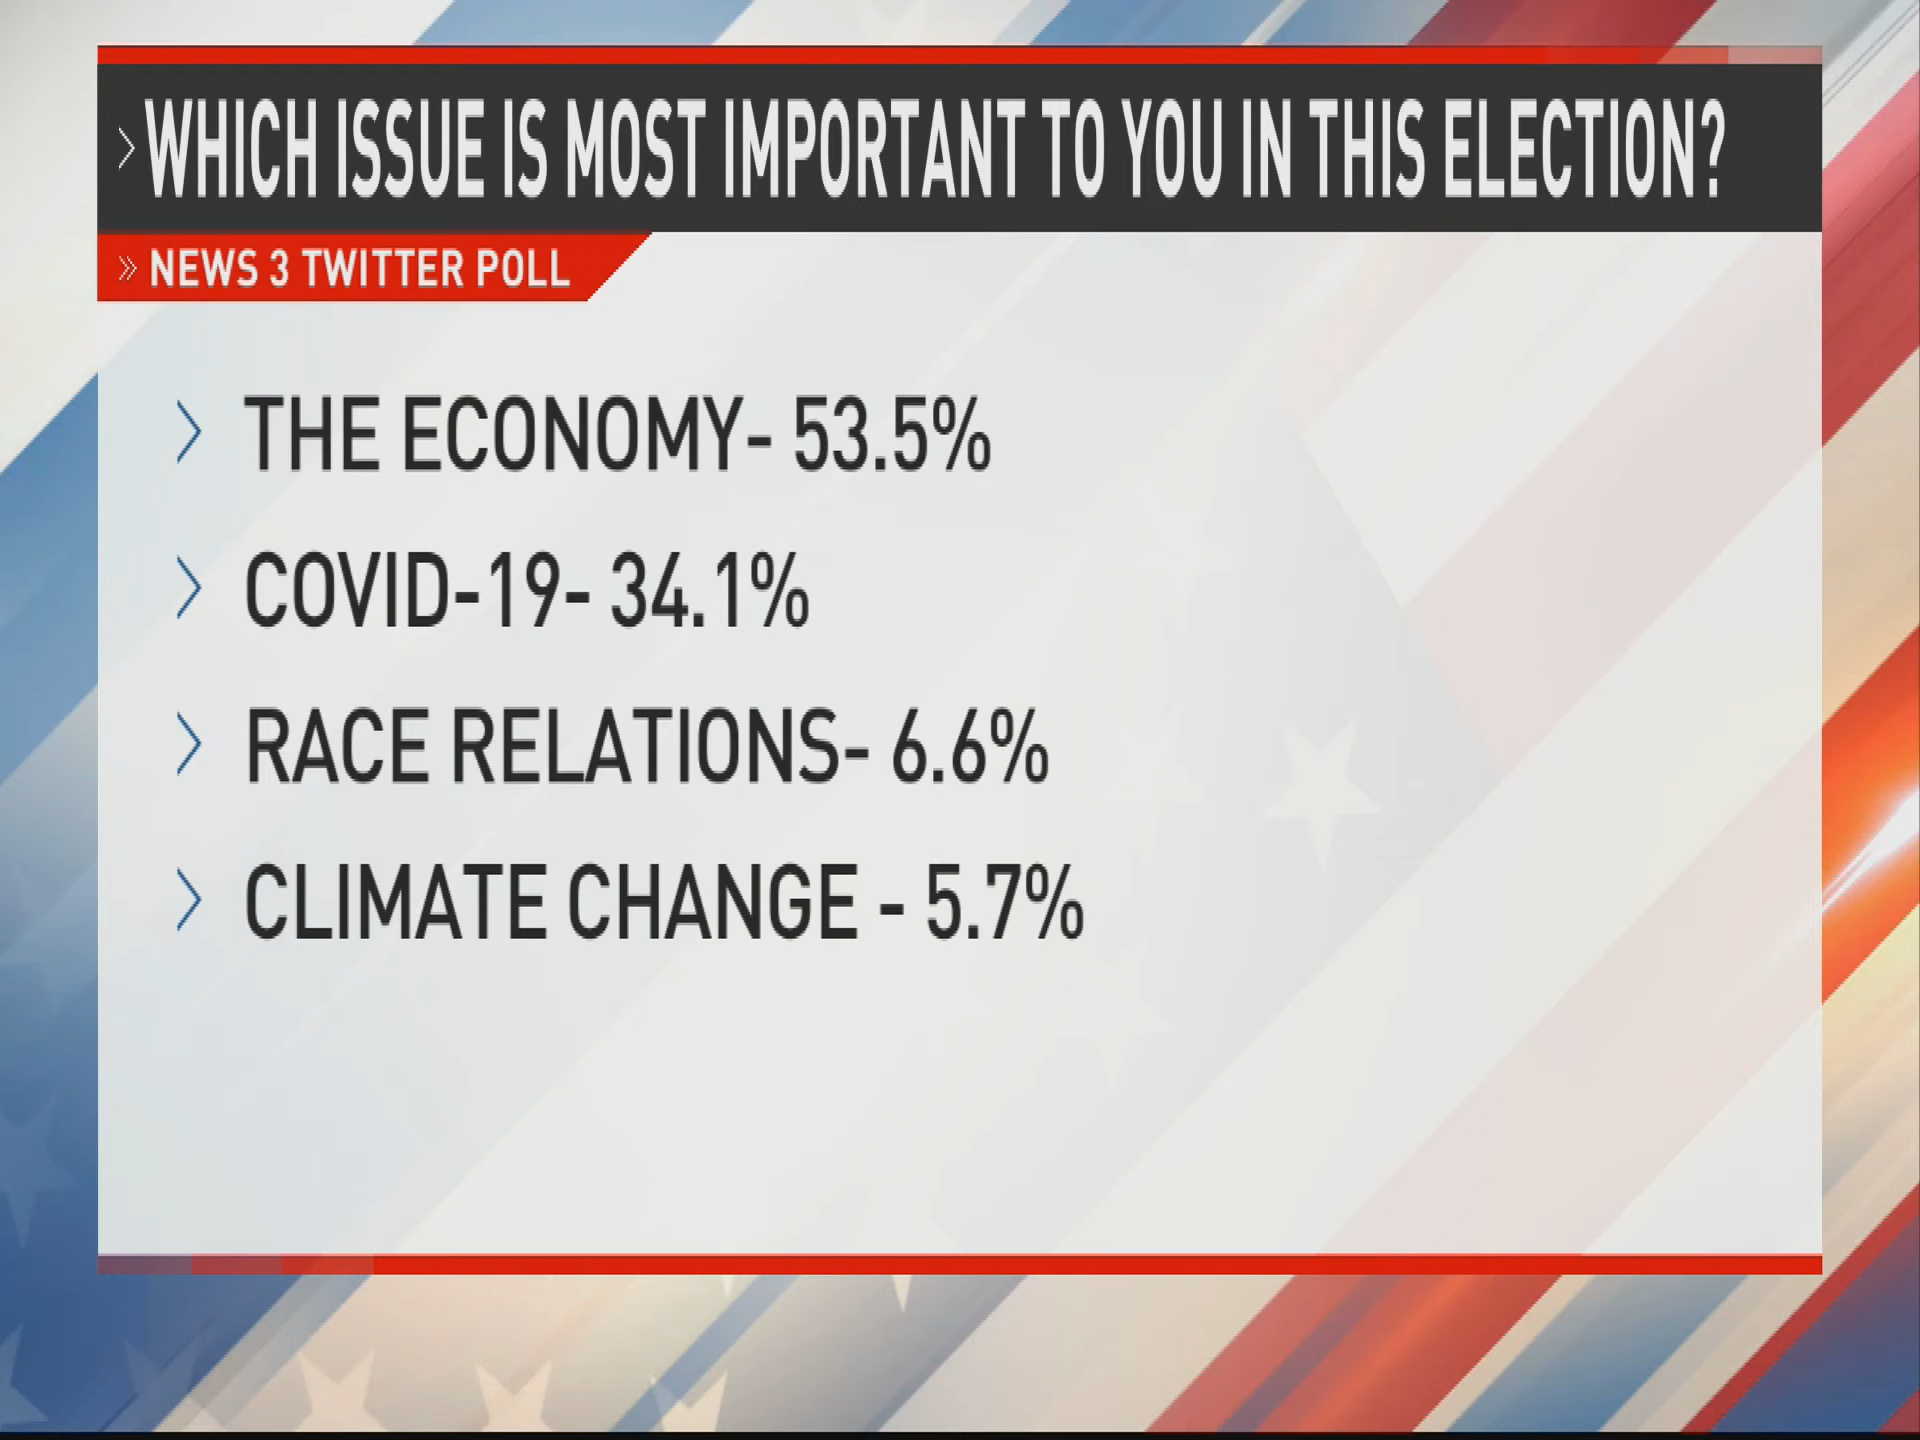 WHICH ISSUE IS MOST IMPORTANT TO YOU IN THIS ELECTION?
NEWS 3 TWITTER POLL
THE ECONOMY- 53.5%
COVID-19- 34.1%
RACE RELATIONS- 6.6%
CLIMATE CHANGE - 5.7%